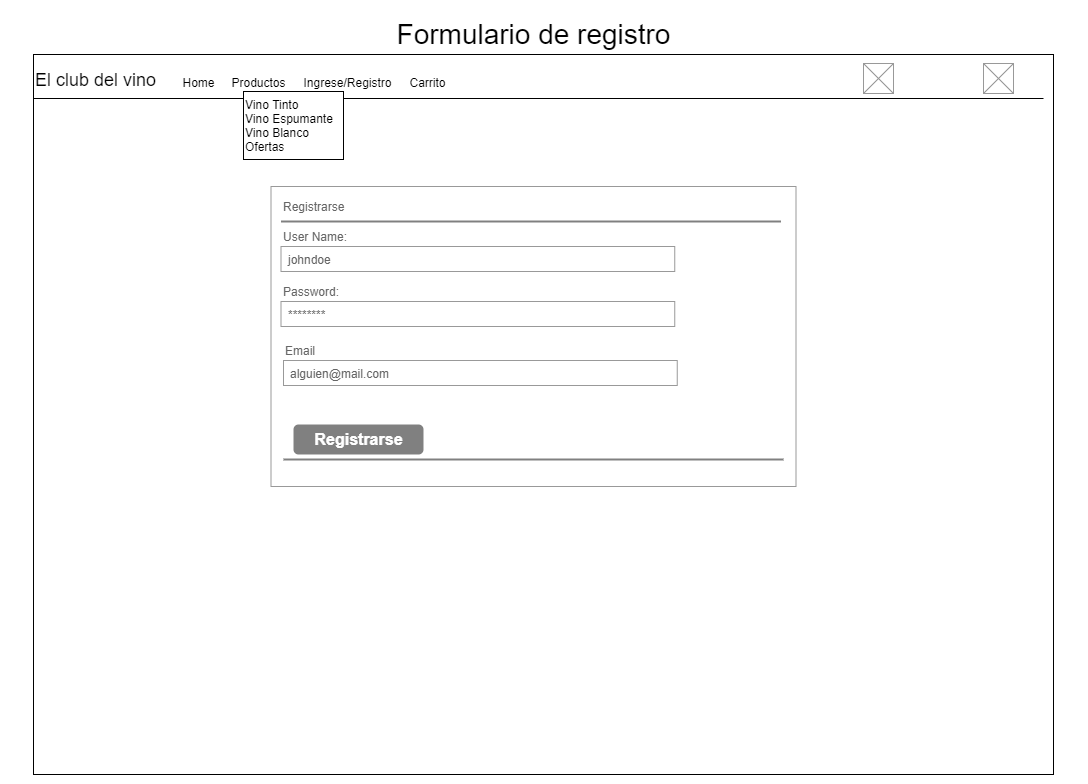 Formulario de registro
El club del vino Home Productos Ingrese/Registro Carrito
Vino Tinto
Vino Espumante
Vino Blanco
Ofertas
Registrarse
User Name:
johndoe
Password:
********
Email
alguien@mail.com
Registrarse